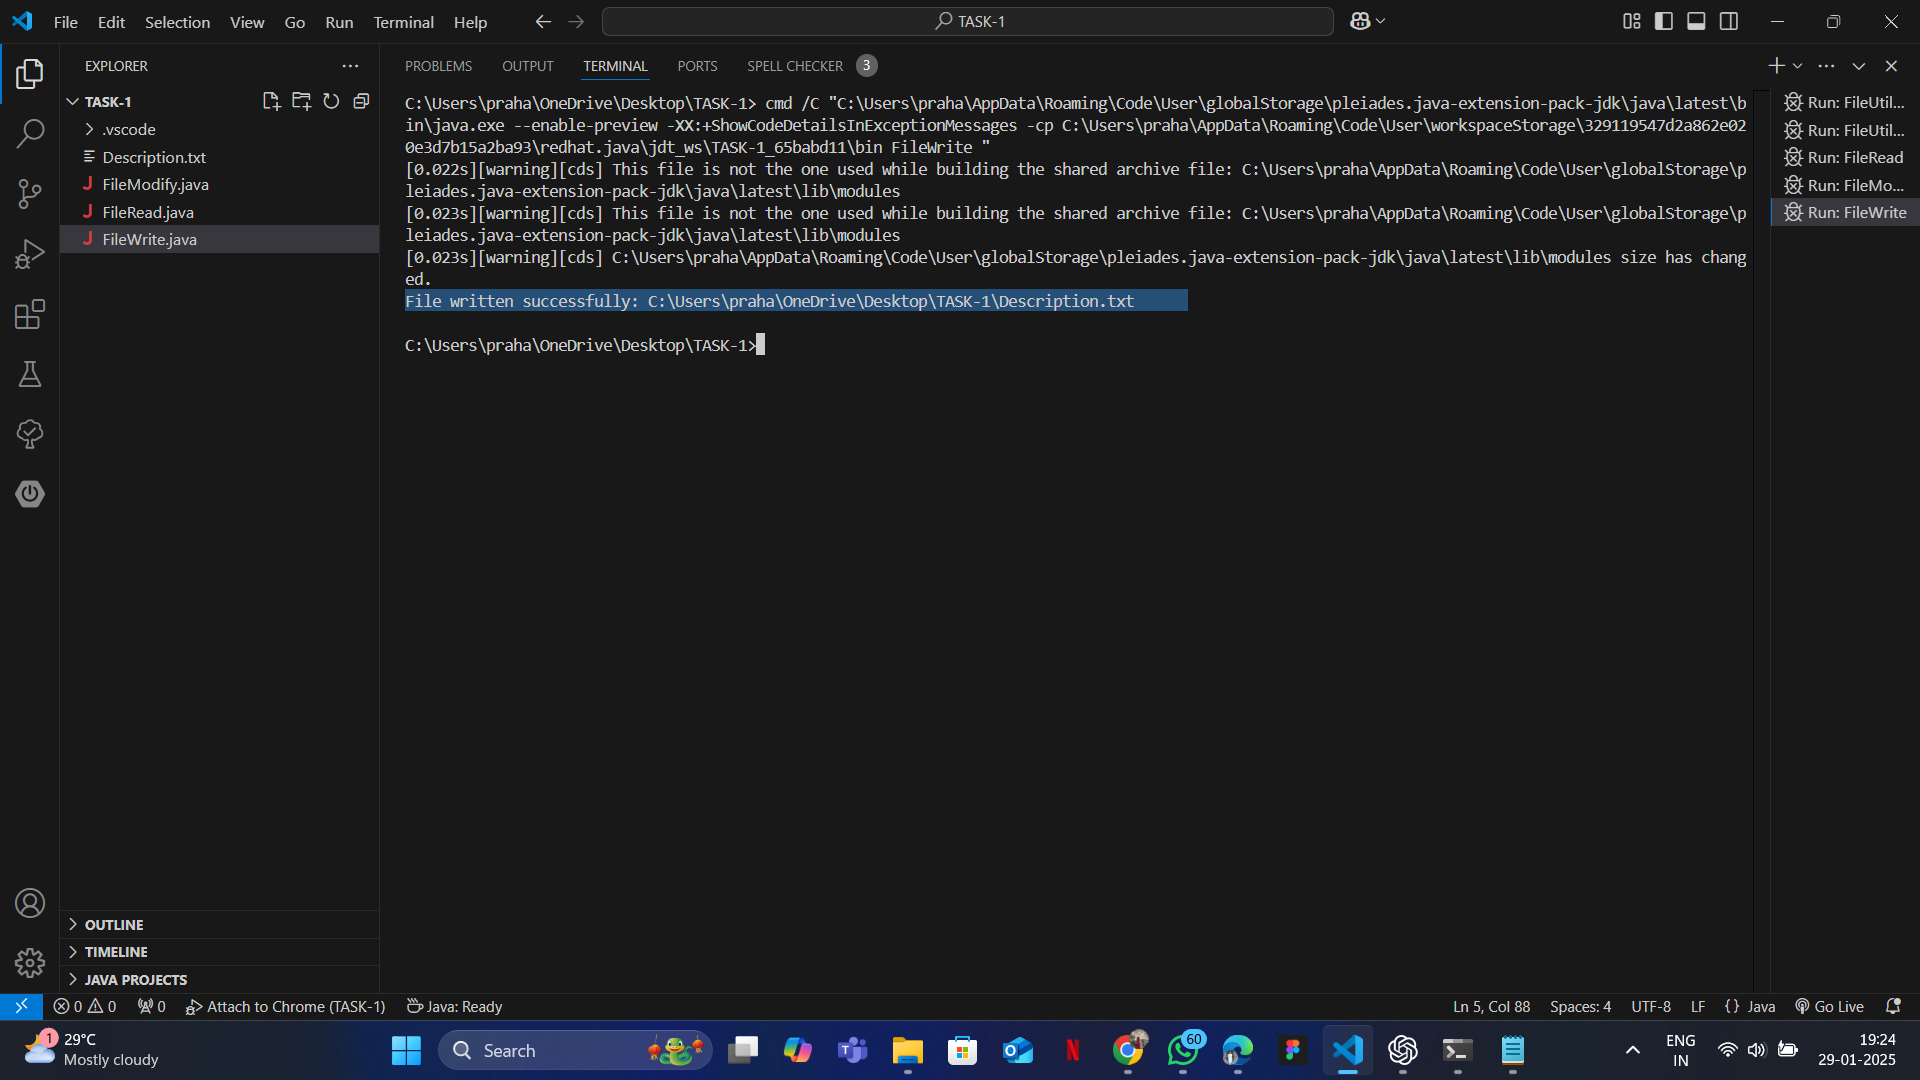 File Edit Selection View Go Run Terminal Help
TASK-1
EXPLORER
TASK-1
.vscode
Description.txt
FileModify.java
FileRead.java
FileWrite.java
OUTLINE
TIMELINE
JAVA PROJECTS
PROBLEMS OUTPUT TERMINAL PORTS SPELL CHECKER 3
C:\Users\praha\OneDrive\Desktop\TASK-1> cmd /C "C:\Users\praha\AppData\Roaming\Code\User\globalStorage\pleiades.java-extension-pack-jdk\java\latest\b
in\java.exe --enable-preview -XX:+ShowCodeDetailsInExceptionMessages -cp C:\Users\praha\AppData\Roaming\Code\User\workspaceStorage\329119547d2a862e02
0e3d7b15a2ba93\redhat.java\jdt_ws\TASK-1_65babd11\bin FileWrite "
[0.022s][warning][cds] This file is not the one used while building the shared archive file: C:\Users\praha\AppData\Roaming\Code\User\globalStorage\p
leiades.java-extension-pack-jdk\java\latest\lib\modules
[0.023s][warning][cds] This file is not the one used while building the shared archive file: C:\Users\praha\AppData\Roaming\Code\User\globalStorage\p
leiades.java-extension-pack-jdk\java\latest\lib\modules
[0.023s][warning][cds] C:\Users\praha\AppData\Roaming\Code\User\globalStorage\pleiades.java-extension-pack-jdk\java\latest\lib\modules size has chang
ed.
File written successfully: C:\Users\praha\OneDrive\Desktop\TASK-1\Description.txt
C:\Users\praha\OneDrive\Desktop\TASK-1>
Run: FileUtil...
Run: FileUtil...
Run: FileRead
Run: FileMo...
Run: FileWrite
0 0 0 Attach to Chrome (TASK-1) Java: Ready Ln 5, Col 88 Spaces: 4 UTF-8 LF {} Java Go Live
1
29°C
Mostly cloudy
Search
60
ENG
IN
19:24
29-01-2025